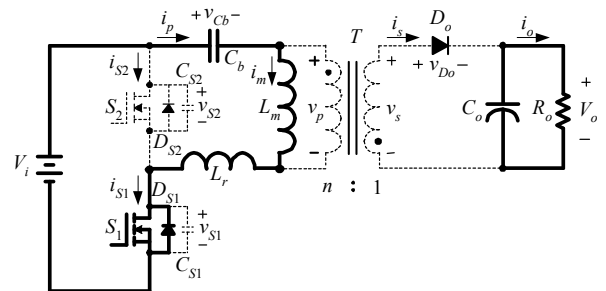 i_p + v_Cb − i_s D_o i_o
C_b T
i_S2 C_S2 i_m + + + v_Do − +
S_2 + v_S2 − L_m v_p v_s C_o R_o V_o
D_S2
V_i L_r − − −
i_S1 D_S1 n : 1
S_1 + v_S1 −
C_S1